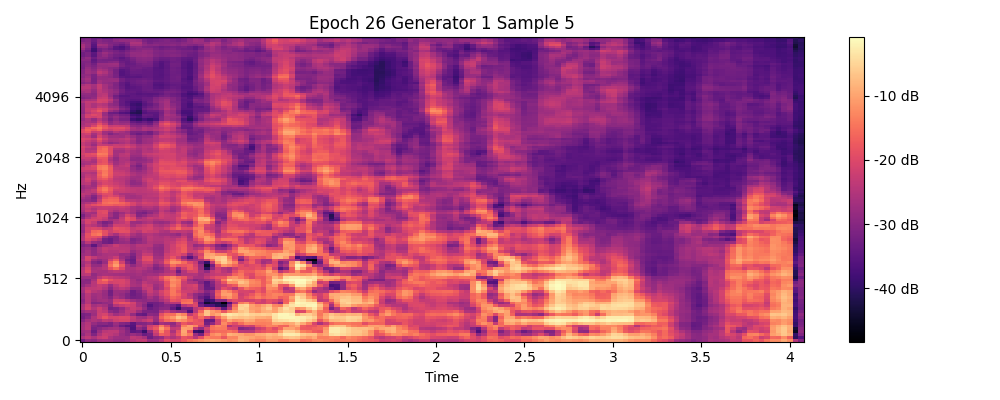 Epoch 26 Generator 1 Sample 5
Hz
4096
2048
1024
512
0
0 0.5 1 1.5 2 2.5 3 3.5 4
Time
-10 dB
-20 dB
-30 dB
-40 dB